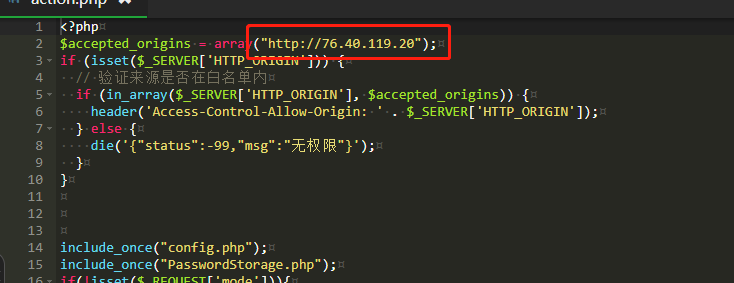 action.php
1 <?php
2 $accepted_origins = array("http://76.40.119.20");
3 if (isset($_SERVER['HTTP_ORIGIN'])) {
4 // 验证来源是否在白名单内
5 if (in_array($_SERVER['HTTP_ORIGIN'], $accepted_origins)) {
6 header('Access-Control-Allow-Origin: ' . $_SERVER['HTTP_ORIGIN']);
7 } else {
8 die('{"status":-99,"msg":"无权限"}');
9 }
10 }
11
12
13
14 include_once("config.php");
15 include_once("PasswordStorage.php");
16 if(!isset($_REQUEST['mode'])){